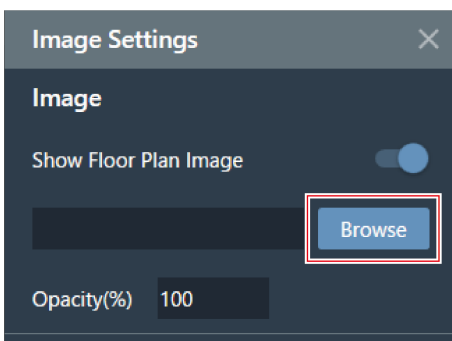 Image Settings
Image
Show Floor Plan Image
Browse
Opacity(%) 100